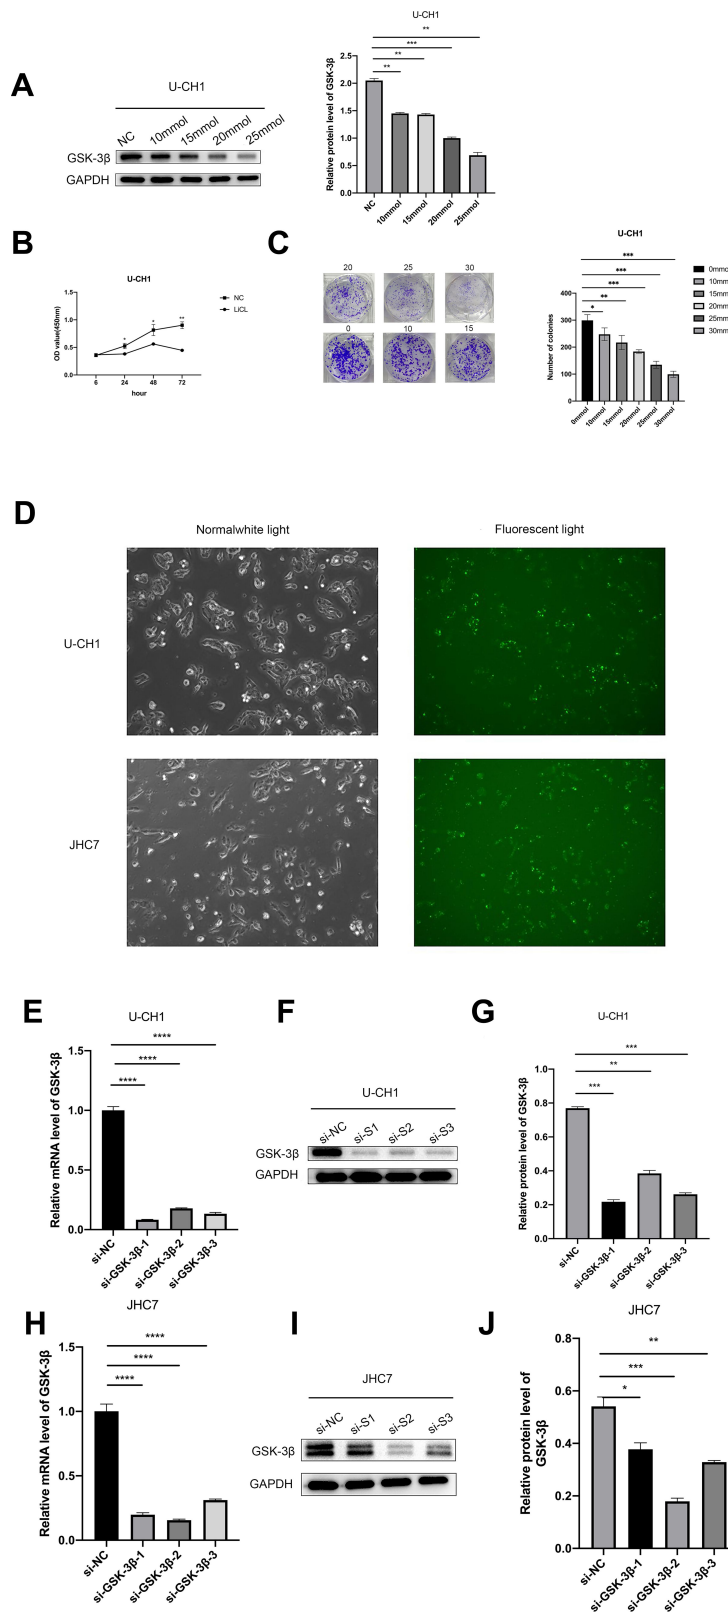 A
U-CH1
NC 10mmol 15mmol 20mmol 25mmol
GSK-3β
GAPDH
U-CH1
**
***
**
**
Relative protein level of GSK-3β
2.5
2.0
1.5
1.0
0.5
0.0
NC 10mmol 15mmol 20mmol 25mmol
B
U-CH1
OD value(450nm)
1.5
1.0
0.5
0.0
* * **
6 24 48 72
hour
NC
LiCL
C
20 25 30
0 10 15
U-CH1
***
***
***
**
*
Number of colonies
400
300
200
100
0
0mmol 10mmol 15mmol 20mmol 25mmol 30mmol
0mmo
10mm
15mm
20mm
25mm
30mm
D
Normalwhite light Fluorescent light
U-CH1
JHC7
E
U-CH1
****
****
****
Relative mRNA level of GSK-3β
1.5
1.0
0.5
0.0
si-NC si-GSK-3β-1 si-GSK-3β-2 si-GSK-3β-3
F
U-CH1
si-NC si-S1 si-S2 si-S3
GSK-3β
GAPDH
G
U-CH1
***
**
***
Relative protein level of GSK-3β
1.0
0.8
0.6
0.4
0.2
0.0
si-NC si-GSK-3β-1 si-GSK-3β-2 si-GSK-3β-3
H
JHC7
****
****
****
Relative mRNA level of GSK-3β
1.5
1.0
0.5
0.0
si-NC si-GSK-3β-1 si-GSK-3β-2 si-GSK-3β-3
I
JHC7
si-NC si-S1 si-S2 si-S3
GSK-3β
GAPDH
J
JHC7
**
***
*
Relative protein level of
GSK-3β
0.8
0.6
0.4
0.2
0.0
si-NC si-GSK-3β-1 si-GSK-3β-2 si-GSK-3β-3